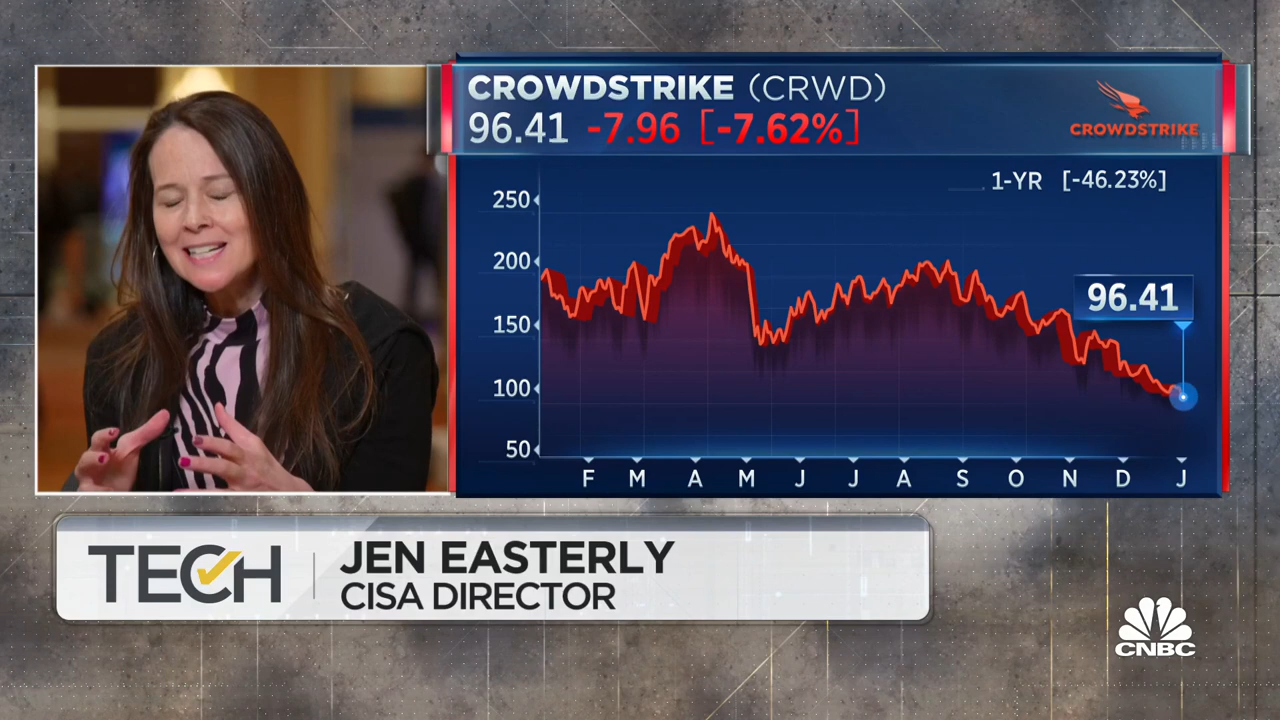 CROWDSTRIKE (CRWD)
96.41 -7.96 [-7.62%]
CROWDSTRIKE
1-YR [-46.23%]
250
200
150
100
50
96.41
F M A M J J A S O N D J
TECH
JEN EASTERLY
CISA DIRECTOR
CNBC